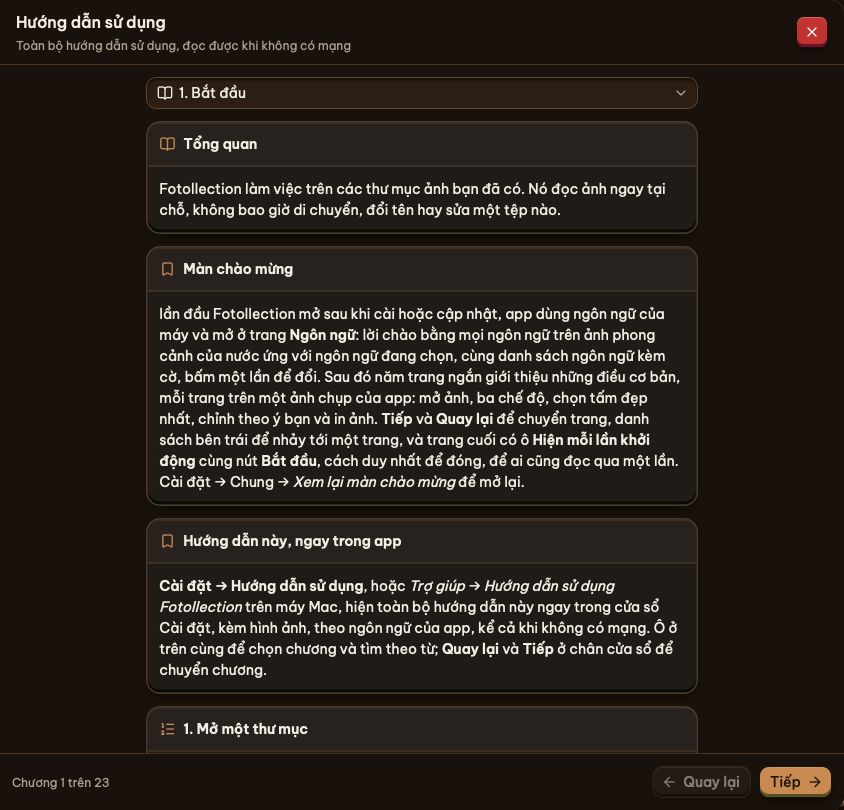 Hướng dẫn sử dụng
Toàn bộ hướng dẫn sử dụng, đọc được khi không có mạng
1. Bắt đầu
Tổng quan
Fotollection làm việc trên các thư mục ảnh bạn đã có. Nó đọc ảnh ngay tại
chỗ, không bao giờ di chuyển, đổi tên hay sửa một tệp nào.
Màn chào mừng
lần đầu Fotollection mở sau khi cài hoặc cập nhật, app dùng ngôn ngữ của
máy và mở ở trang Ngôn ngữ: lời chào bằng mọi ngôn ngữ trên ảnh phong
cảnh của nước ứng với ngôn ngữ đang chọn, cùng danh sách ngôn ngữ kèm
cờ, bấm một lần để đổi. Sau đó năm trang ngắn giới thiệu những điều cơ bản,
mỗi trang trên một ảnh chụp của app: mở ảnh, ba chế độ, chọn tấm đẹp
nhất, chỉnh theo ý bạn và in ảnh. Tiếp và Quay lại để chuyển trang, danh
sách bên trái để nhảy tới một trang, và trang cuối có ô Hiện mỗi lần khởi
động cùng nút Bắt đầu, cách duy nhất để đóng, để ai cũng đọc qua một lần.
Cài đặt → Chung → Xem lại màn chào mừng để mở lại.
Hướng dẫn này, ngay trong app
Cài đặt → Hướng dẫn sử dụng, hoặc Trợ giúp → Hướng dẫn sử dụng
Fotollection trên máy Mac, hiện toàn bộ hướng dẫn này ngay trong cửa sổ
Cài đặt, kèm hình ảnh, theo ngôn ngữ của app, kể cả khi không có mạng. Ô ở
trên cùng để chọn chương và tìm theo từ; Quay lại và Tiếp ở chân cửa sổ để
chuyển chương.
1. Mở một thư mục
Chương 1 trên 23
← Quay lại
Tiếp →